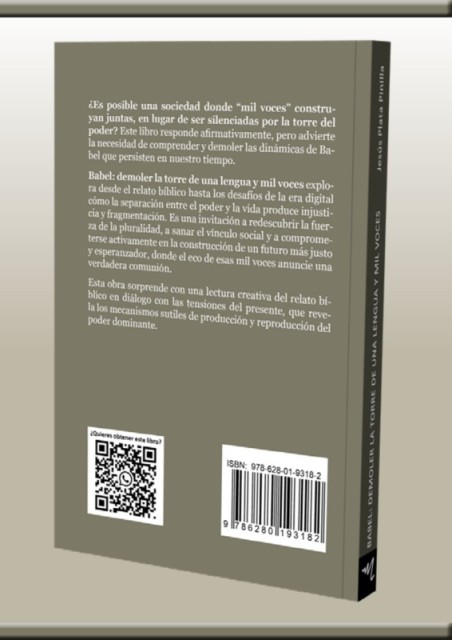 ¿Es posible una sociedad donde “mil voces” constru-
yan juntas, en lugar de ser silenciadas por la torre del
poder? Este libro responde afirmativamente, pero advierte
la necesidad de comprender y demoler las dinámicas de Ba-
bel que persisten en nuestro tiempo.
Babel: demoler la torre de una lengua y mil voces explo-
ra desde el relato bíblico hasta los desafíos de la era digital
cómo la separación entre el poder y la vida produce injusti-
cia y fragmentación. Es una invitación a redescubrir la fuer-
za de la pluralidad, a sanar el vínculo social y a comprome-
terse activamente en la construcción de un futuro más justo
y esperanzador, donde el eco de esas mil voces anuncie una
verdadera comunión.
Esta obra sorprende con una lectura creativa del relato bí-
blico en diálogo con las tensiones del presente, que reve-
la los mecanismos sutiles de producción y reproducción del
poder dominante.
¿Quieres obtener este libro?
ISBN: 978-628-01-9318-2
9 786280 193182
Jesús Plata Pinilla
BABEL: DEMOLER LA TORRE DE UNA LENGUA Y MIL VOCES